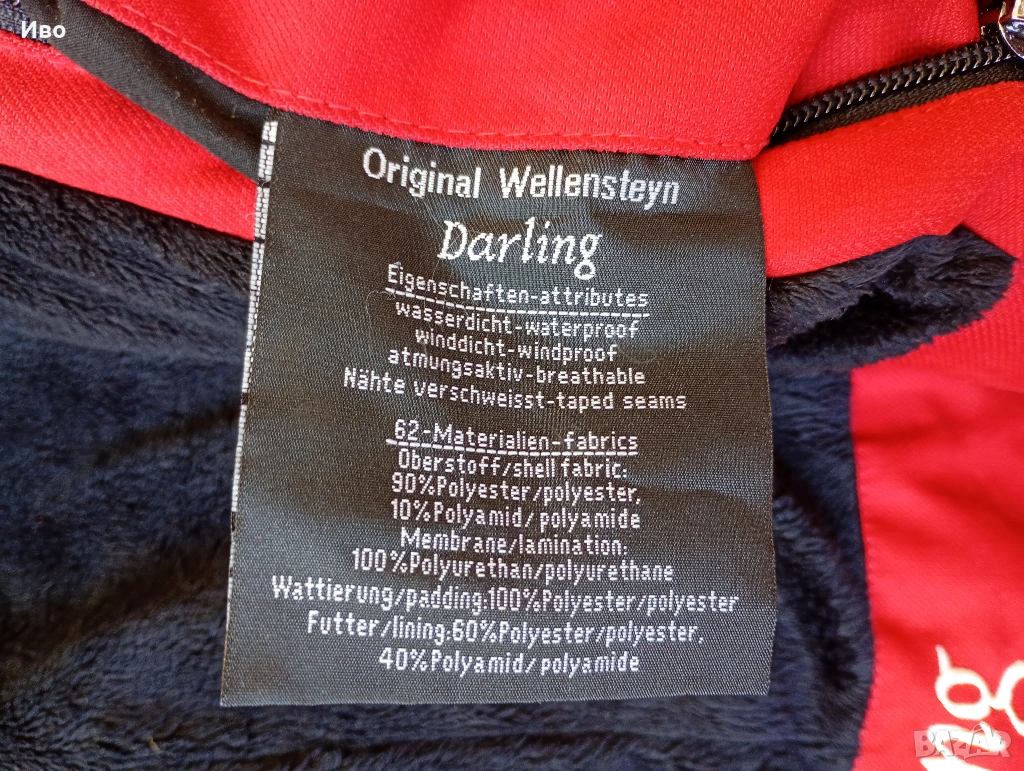 Иво
Original Wellensteyn
Darling
Eigenschaften-attributes
wasserdicht-waterproof
winddicht-windproof
atmungsaktiv-breathable
Nähte verschweisst-taped seams
62-Materialien-fabrics
Oberstoff/shell fabric:
90%Polyester/polyester,
10%Polyamid/polyamide
Membrane/lamination:
100%Polyurethan/polyurethane
Wattierung/padding:100%Polyester/polyester
Futter/lining:60%Polyester/polyester,
40%Polyamid/polyamide
BAZAR